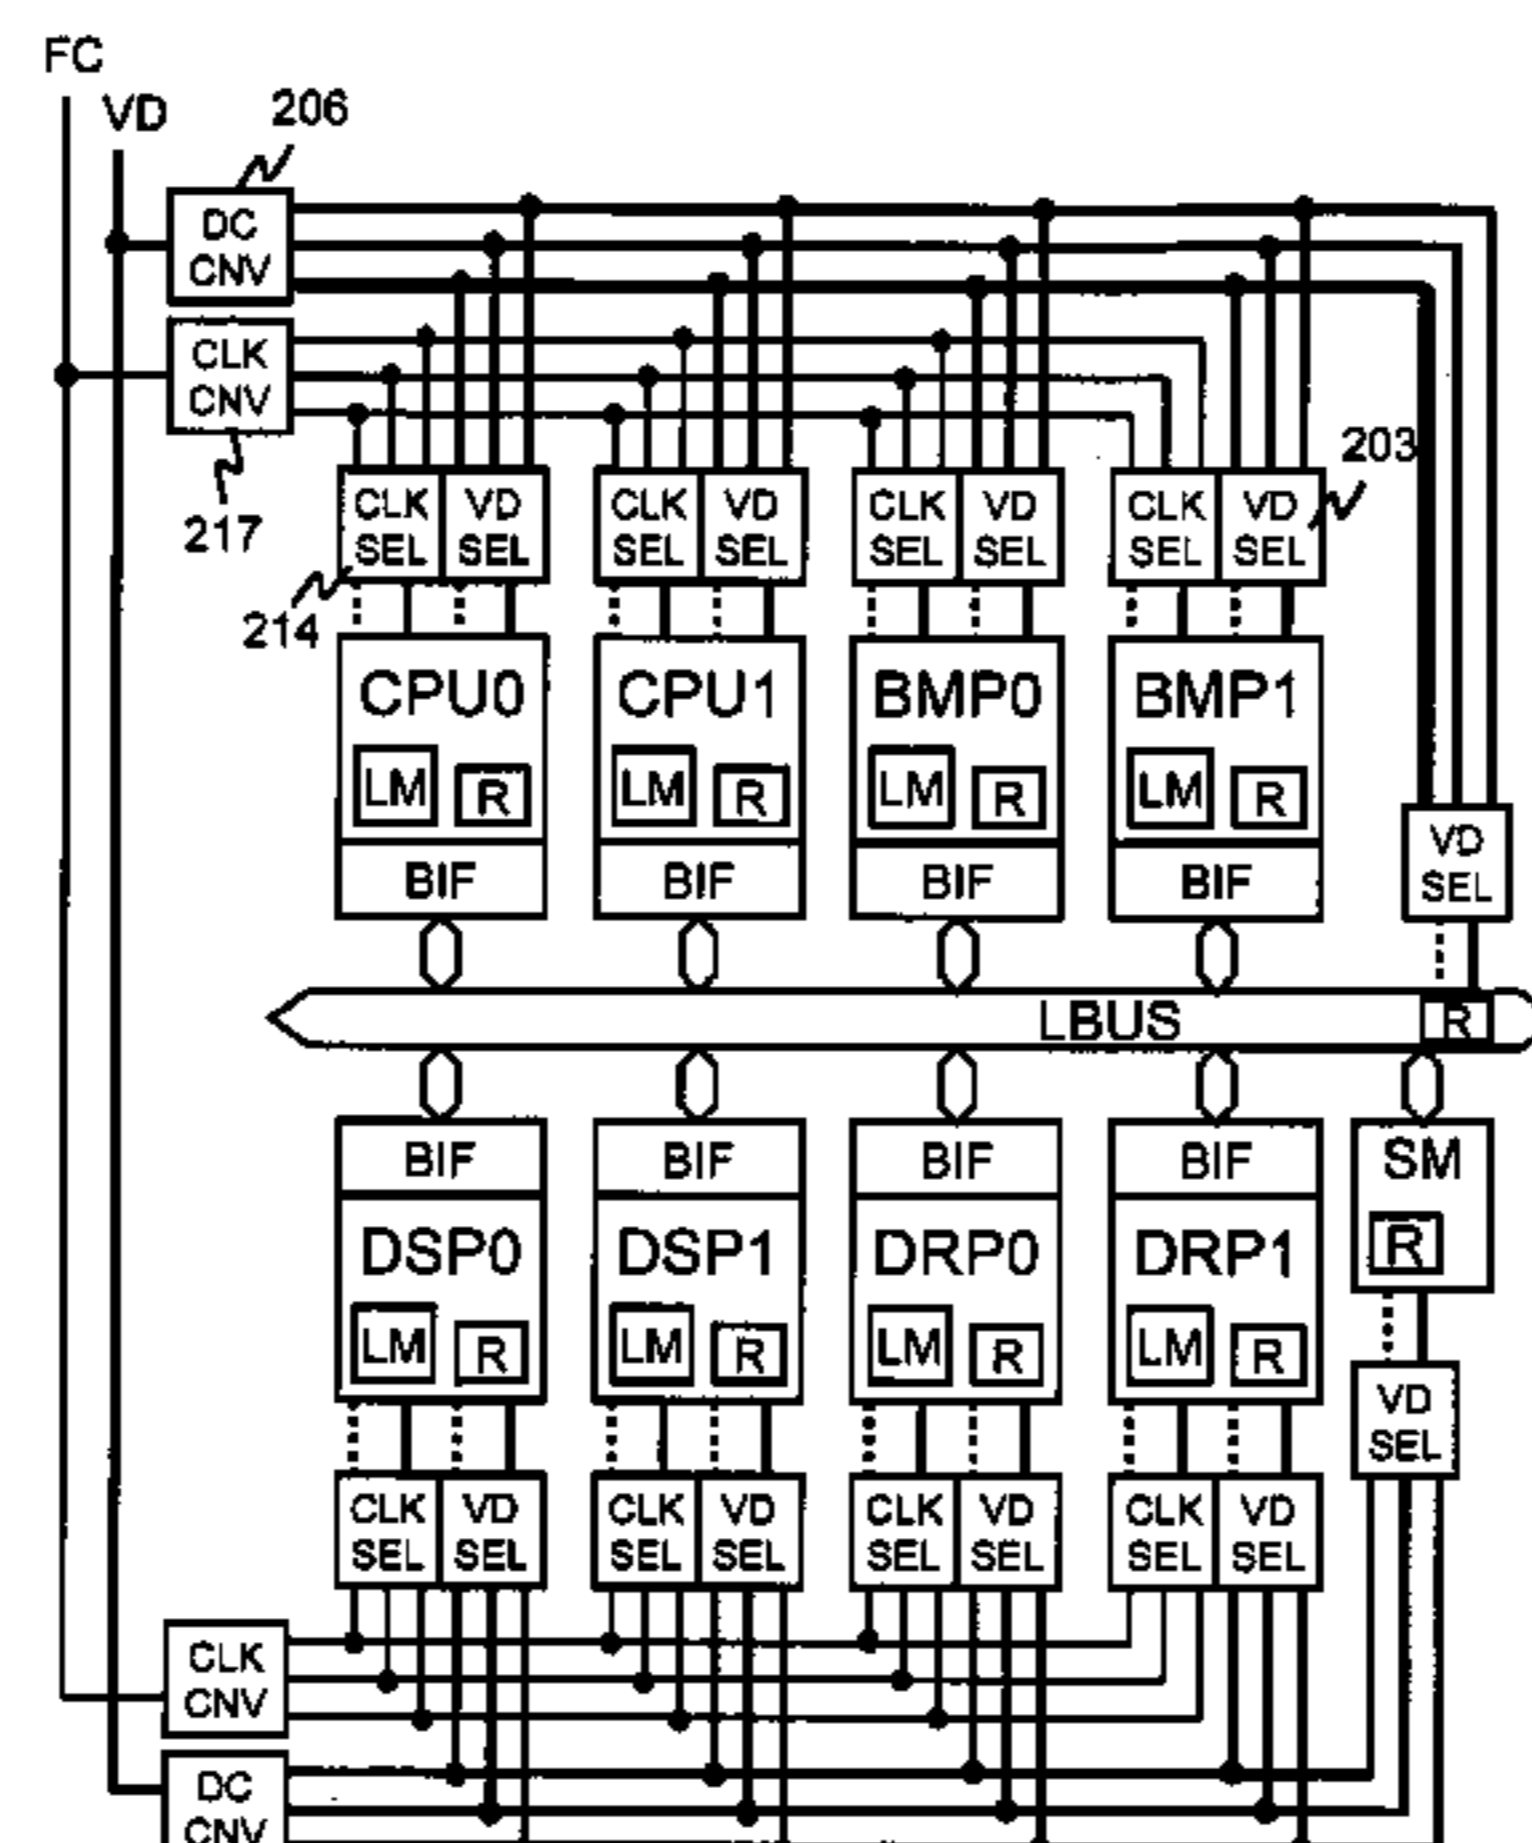 FC
VD
206
DC
CNV
CLK
CNV
217
203
CLK
SEL
VD
SEL
CLK
SEL
VD
SEL
CLK
SEL
VD
SEL
CLK
SEL
VD
SEL
214
CPU0
LM
R
BIF
CPU1
LM
R
BIF
BMP0
LM
R
BIF
BMP1
LM
R
BIF
VD
SEL
LBUS
R
BIF
DSP0
LM
R
BIF
DSP1
LM
R
BIF
DRP0
LM
R
BIF
DRP1
LM
R
SM
R
VD
SEL
CLK
SEL
VD
SEL
CLK
SEL
VD
SEL
CLK
SEL
VD
SEL
CLK
SEL
VD
SEL
CLK
CNV
DC
CNV